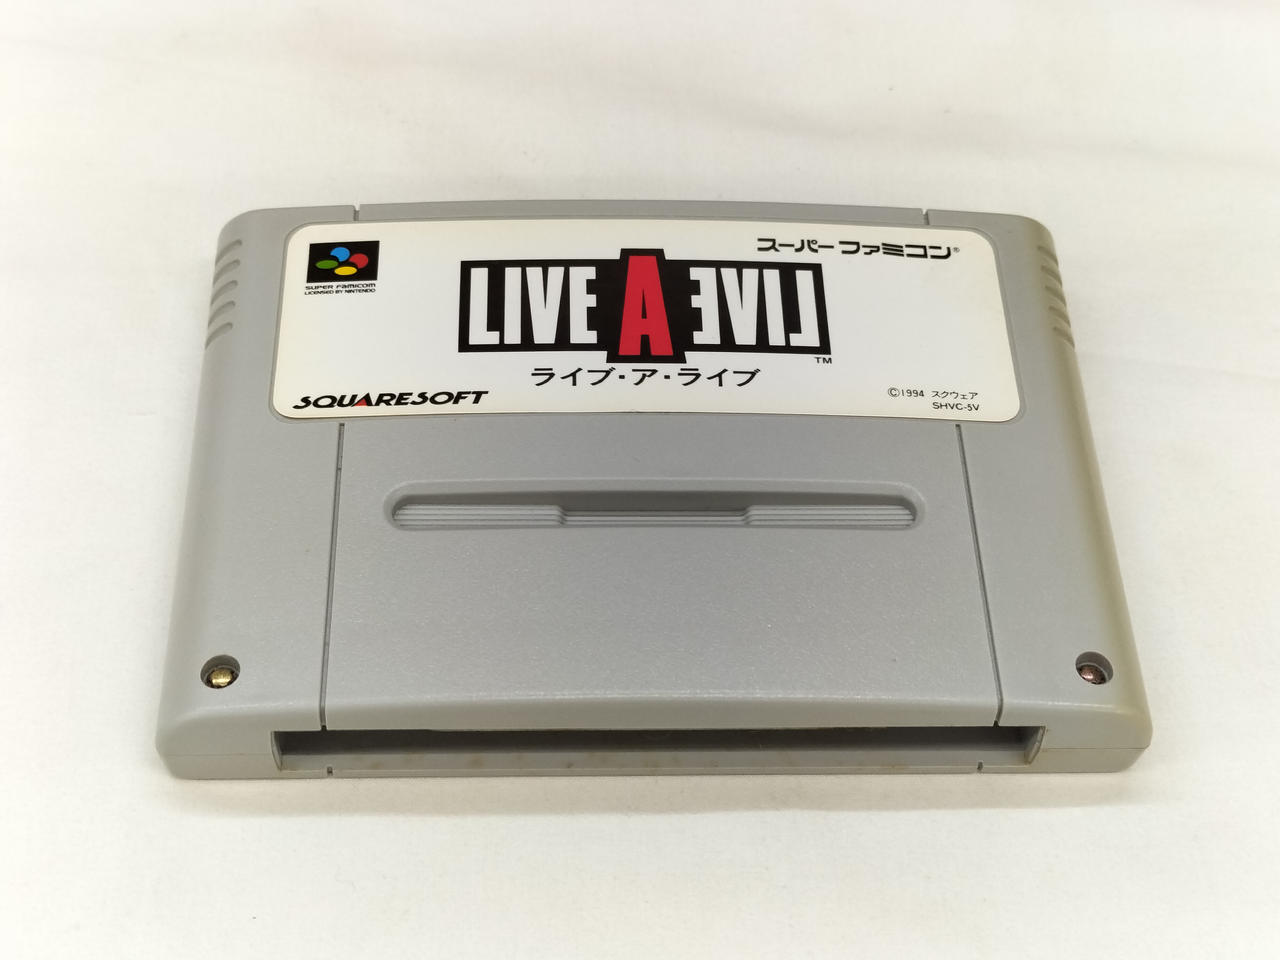 SUPER FAMICOM
LICENSED BY NINTENDO
スーパーファミコン®
LIVE A LIVE
TM
ライブ・ア・ライブ
SQUARESOFT
©1994 スクウェア
SHVC-5V